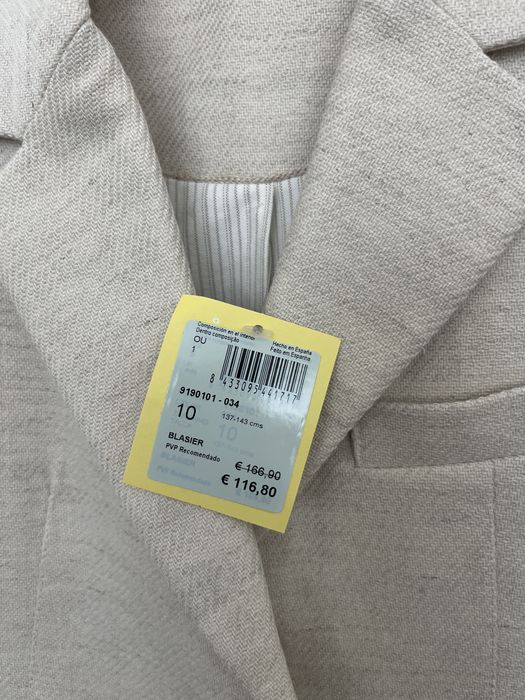 Composición en el interior
Dentro composição
Hecho en España
Feito em Espanha
OU
1
8 433095 441717
9190101 - 034
10
137-143 cms
BLASIER
PVP Recomendado
€ 166,90
€ 116,80